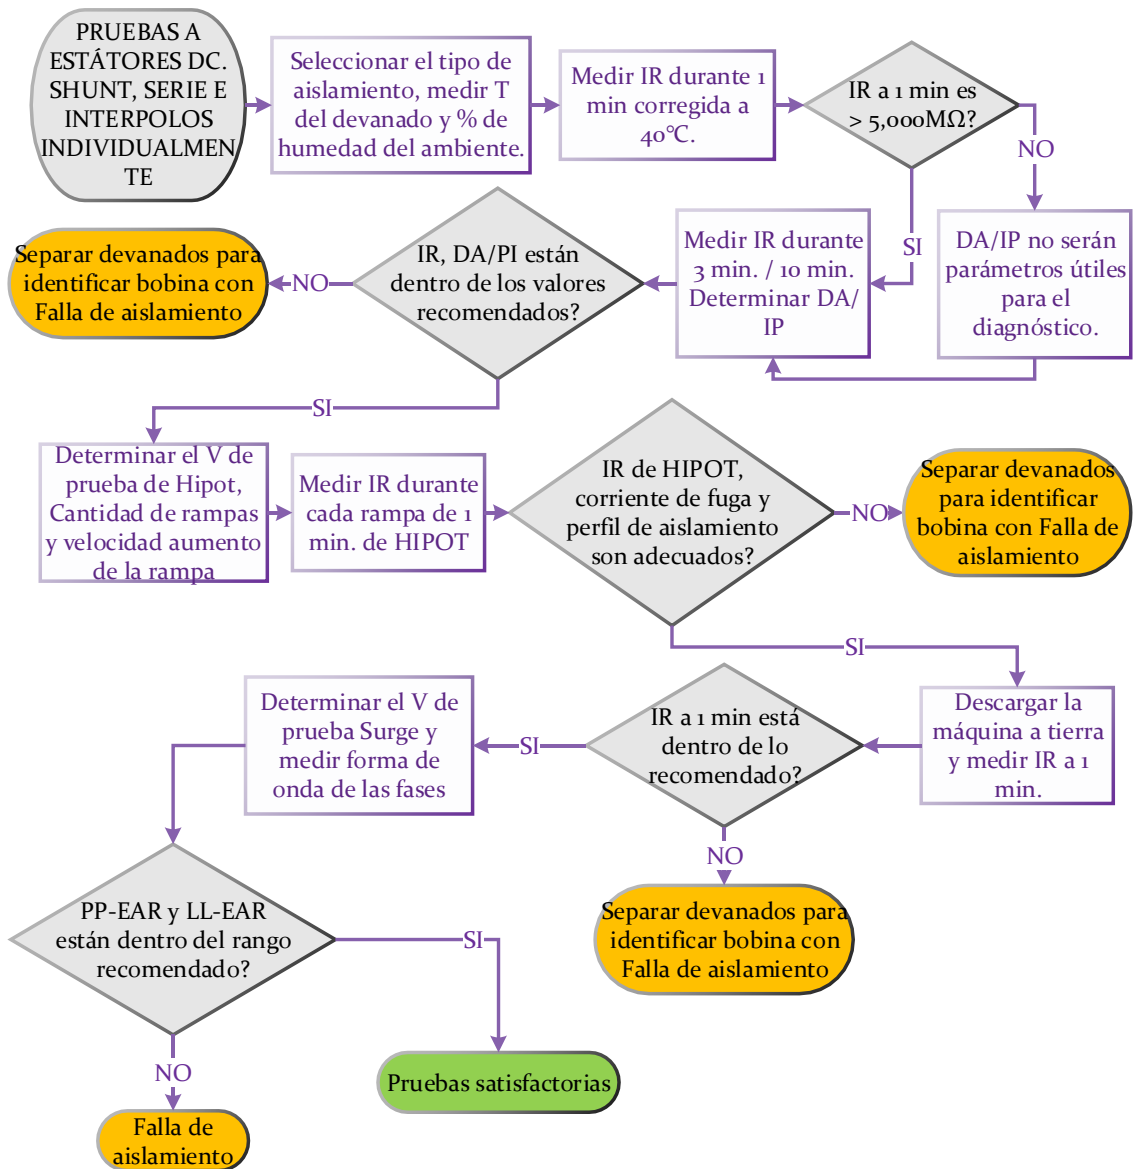 PRUEBAS A
ESTÁTORES DC.
SHUNT, SERIE E
INTERPOLOS
INDIVIDUALMEN
TE
Seleccionar el tipo de
aislamiento, medir T
del devanado y % de
humedad del ambiente.
Medir IR durante 1
min corregida a
40°C.
IR a 1 min es
> 5,000MΩ?
NO
SI
DA/IP no serán
parámetros útiles
para el
diagnóstico.
Medir IR durante
3 min. / 10 min.
Determinar DA/
IP
IR, DA/PI están
dentro de los valores
recomendados?
NO
Separar devanados para
identificar bobina con
Falla de aislamiento
SI
Determinar el V de
prueba de Hipot,
Cantidad de rampas
y velocidad aumento
de la rampa
Medir IR durante
cada rampa de 1
min. de HIPOT
IR de HIPOT,
corriente de fuga y
perfil de aislamiento
son adecuados?
NO
Separar devanados
para identificar
bobina con Falla de
aislamiento
SI
Descargar la
máquina a tierra
y medir IR a 1
min.
IR a 1 min está
dentro de lo
recomendado?
SI
Determinar el V de
prueba Surge y
medir forma de
onda de las fases
NO
Separar devanados para
identificar bobina con
Falla de aislamiento
PP-EAR y LL-EAR
están dentro del rango
recomendado?
SI
Pruebas satisfactorias
NO
Falla de
aislamiento